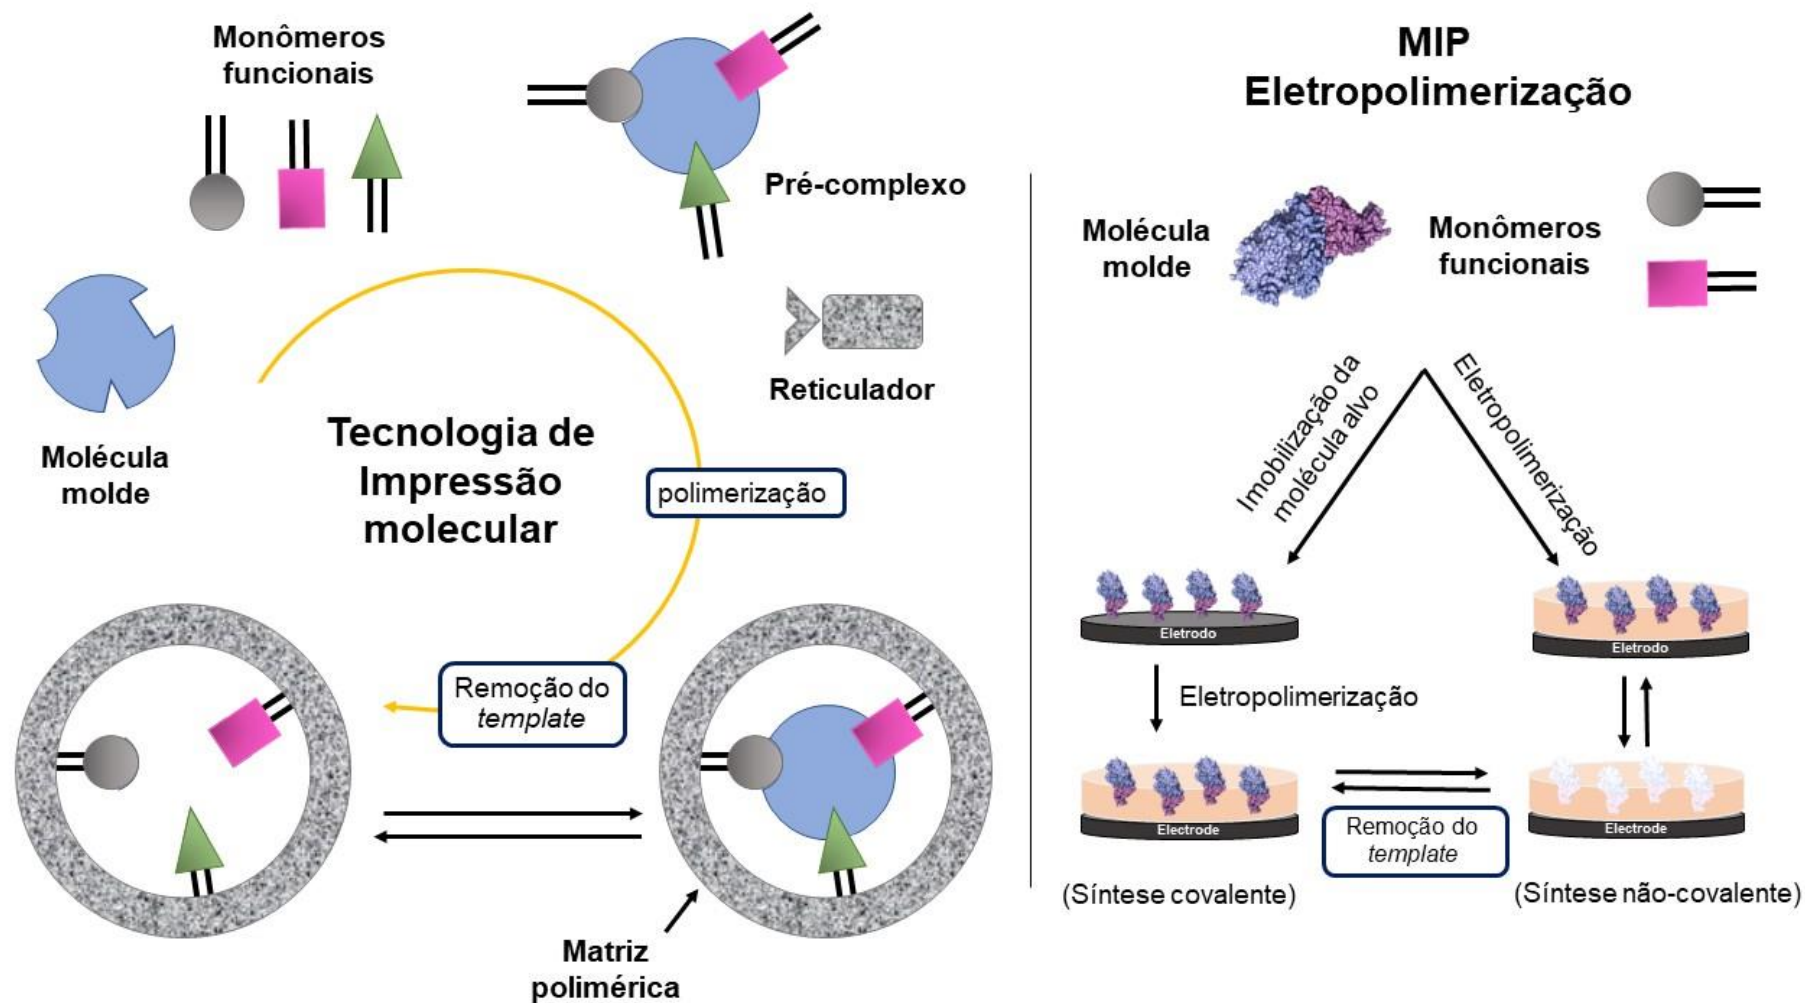 Monômeros
funcionais
Pré-complexo
Molécula
molde
Reticulador
Tecnologia de
Impressão
molecular
polimerização
Remoção do
template
Matriz
polimérica
MIP
Eletropolimerização
Molécula
molde
Monômeros
funcionais
Imobilização da
molécula alvo
Eletropolimerização
Eletrodo
Eletrodo
Eletropolimerização
Electrode
Electrode
Remoção do
template
(Síntese covalente)
(Síntese não-covalente)